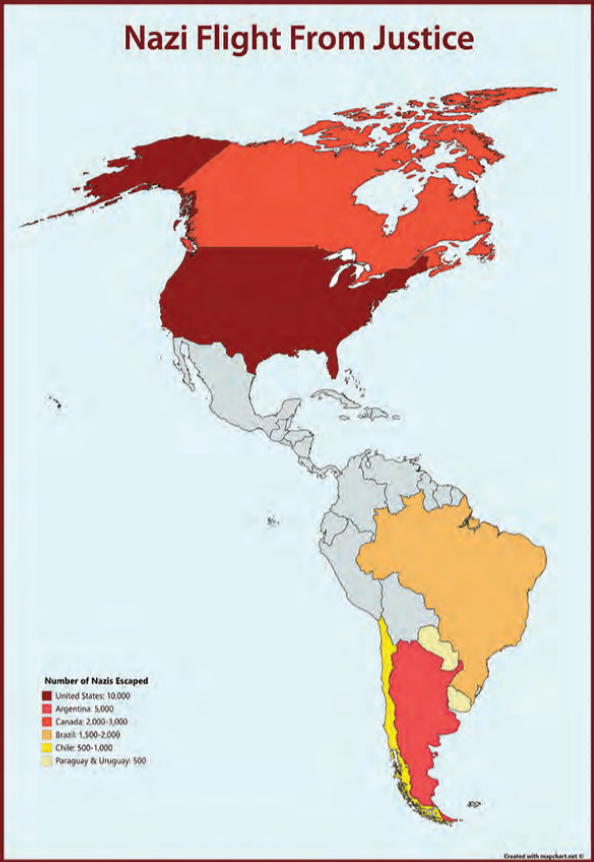 Nazi Flight From Justice
Number of Nazis Escaped
United States: 10,000
Argentina: 5,000
Canada: 2,000-3,000
Brazil: 1,500-2,000
Chile: 500-1,000
Paraguay & Uruguay: 500
Created with mapchart.net ©